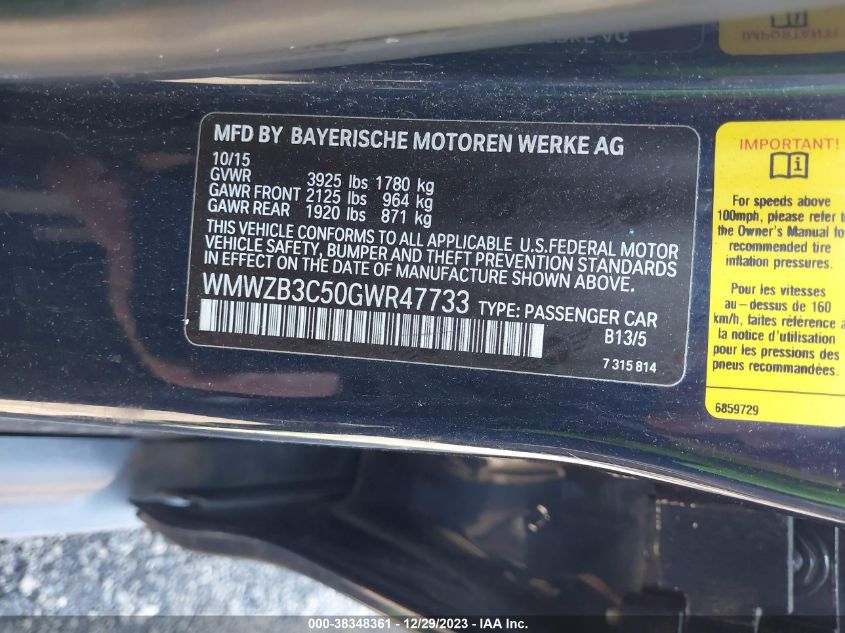 RKE AG
IMPORTANT!
MFD BY BAYERISCHE MOTOREN WERKE AG
10/15
GVWR 3925 lbs 1780 kg
GAWR FRONT 2125 lbs 964 kg
GAWR REAR 1920 lbs 871 kg
THIS VEHICLE CONFORMS TO ALL APPLICABLE U.S.FEDERAL MOTOR
VEHICLE SAFETY, BUMPER AND THEFT PREVENTION STANDARDS
IN EFFECT ON THE DATE OF MANUFACTURE SHOWN ABOVE.
WMWZB3C50GWR47733 TYPE: PASSENGER CAR
B13/5
7 315 814
IMPORTANT!
For speeds above
100mph, please refer t
the Owner's Manual fo
recommended tire
inflation pressures.
Pour les vitesses
au-dessus de 160
km/h, faites référence
la notice d'utilisation
pour les pressions des
pneus recommandées.
6859729
000-38348361 - 12/29/2023 - IAA Inc.